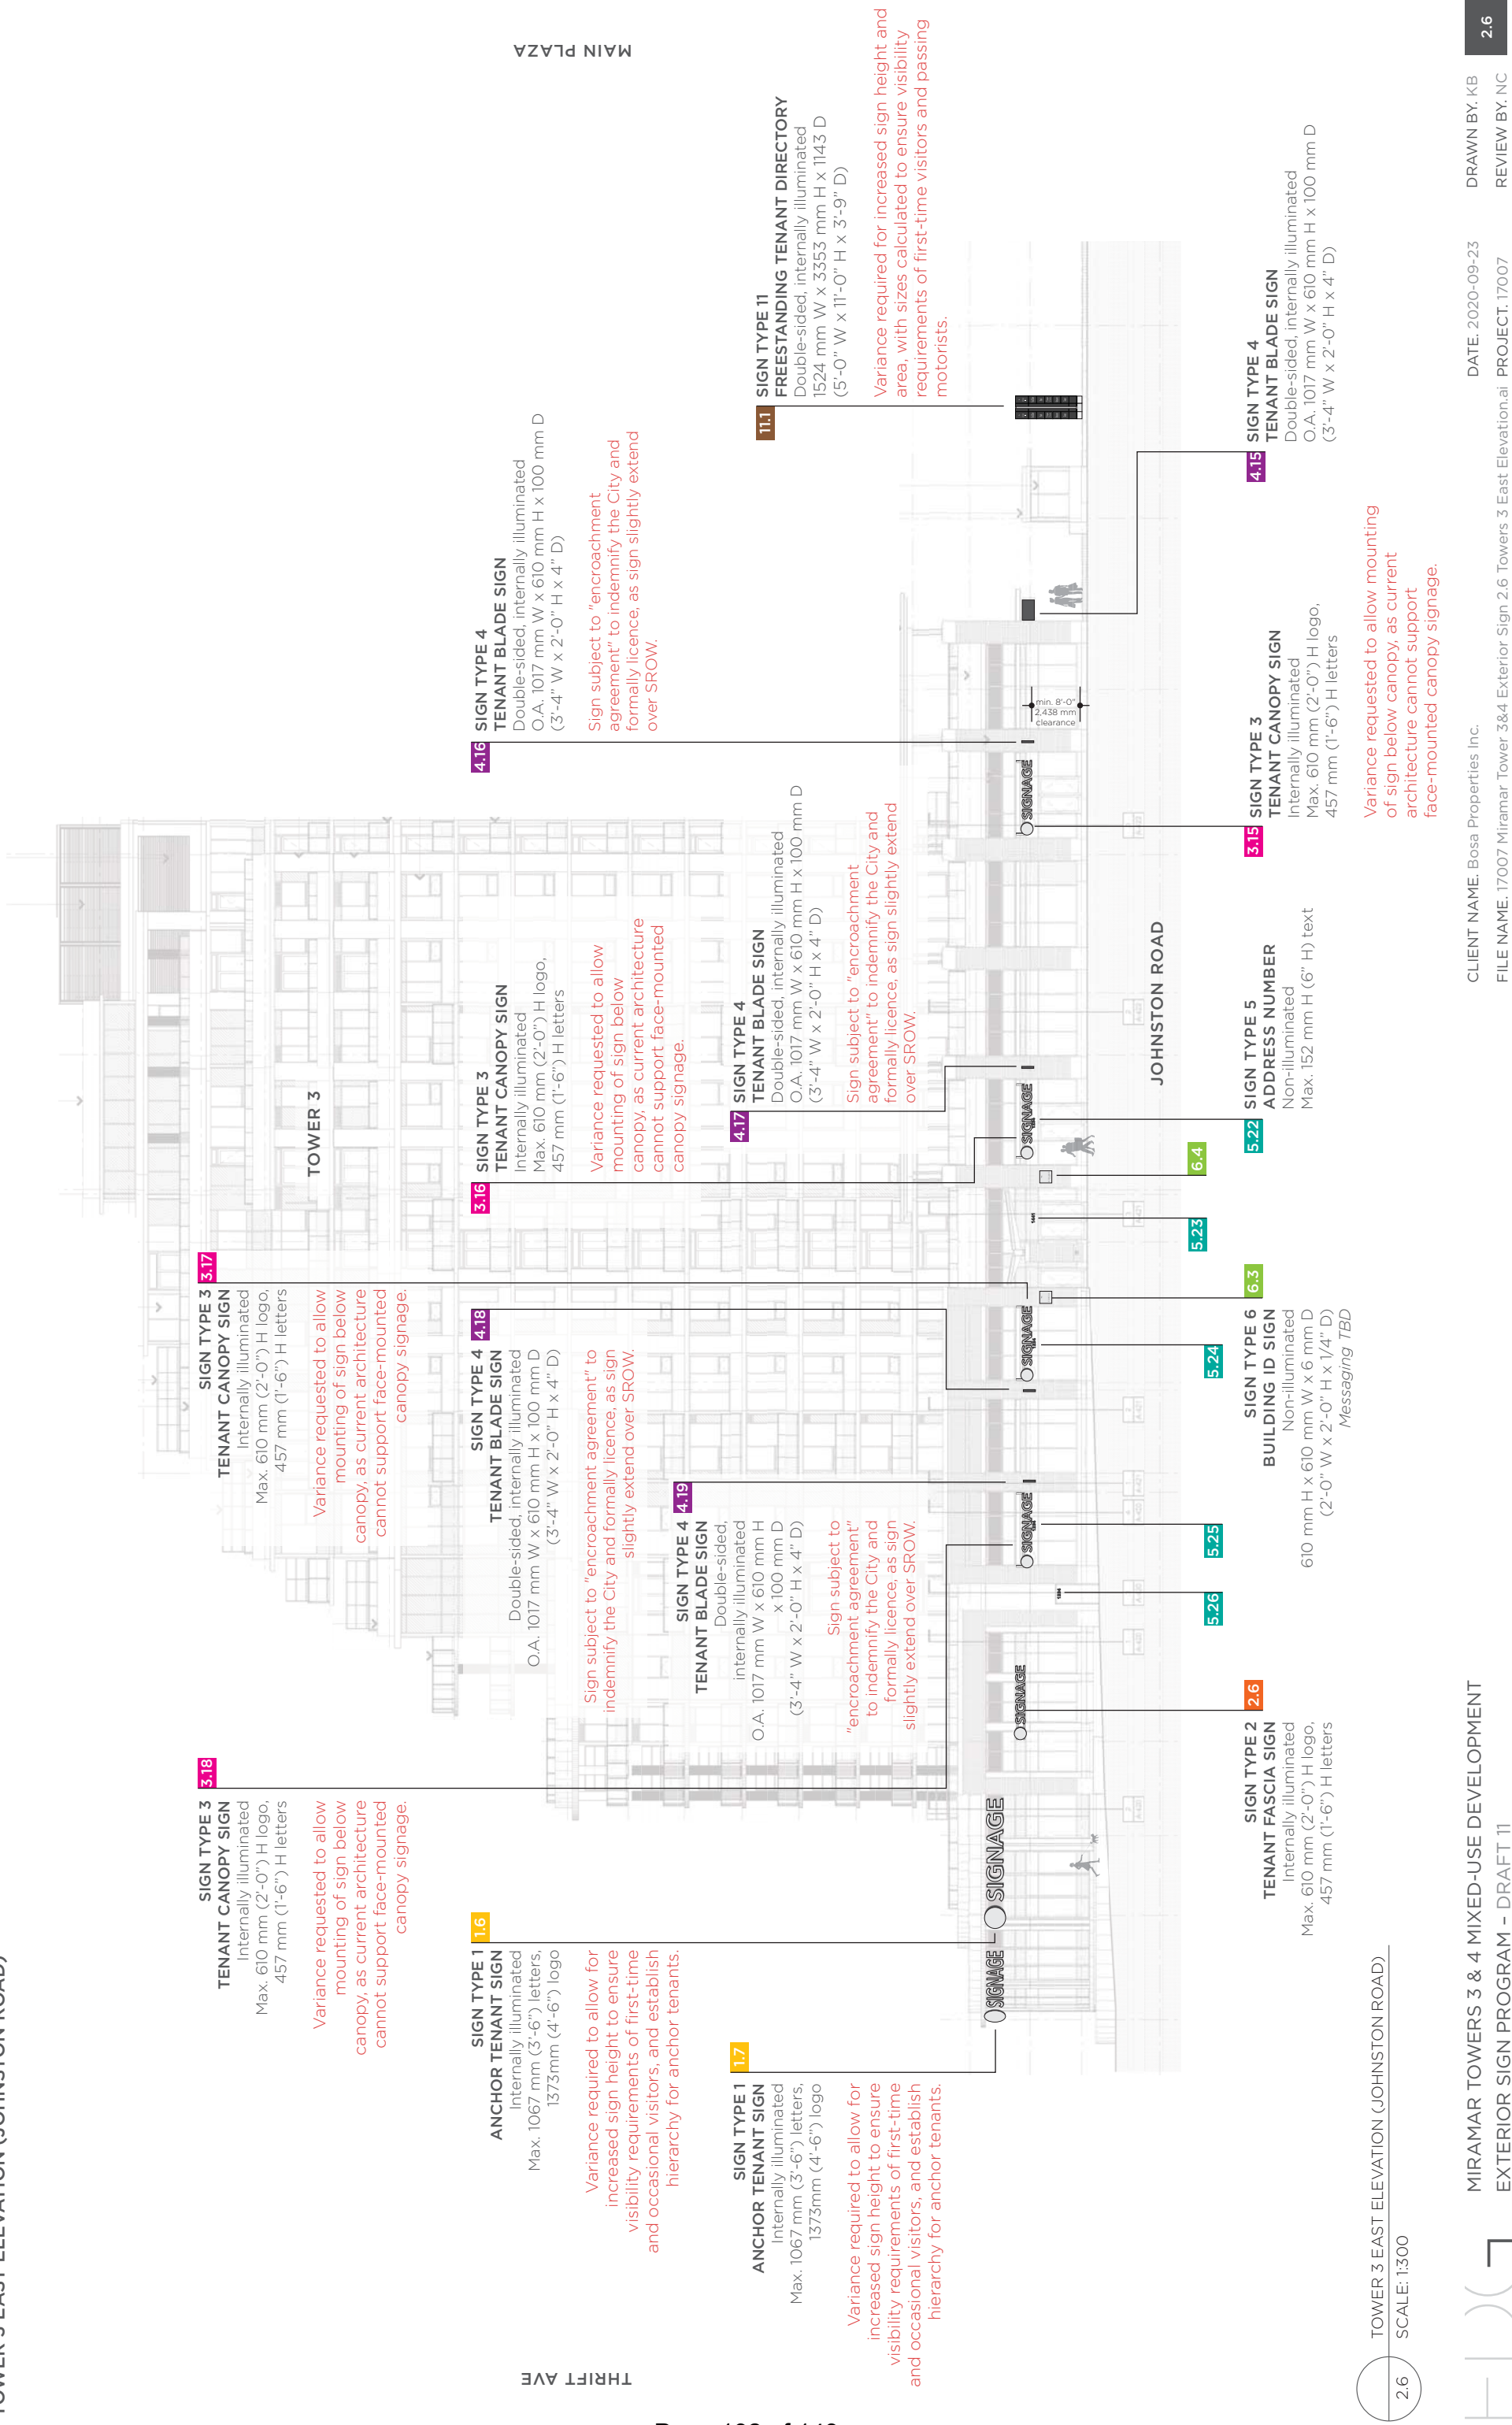 TOWER 3 EAST ELEVATION (JOHNSTON ROAD)
THRIFT AVE
MAIN PLAZA
3.18
SIGN TYPE 3
TENANT CANOPY SIGN
Internally illuminated
Max. 610 mm (2'-0") H logo,
457 mm (1'-6") H letters
Variance requested to allow
mounting of sign below
canopy, as current architecture
cannot support face-mounted
canopy signage.
3.17
SIGN TYPE 3
TENANT CANOPY SIGN
Internally illuminated
Max. 610 mm (2'-0") H logo,
457 mm (1'-6") H letters
Variance requested to allow
mounting of sign below
canopy, as current architecture
cannot support face-mounted
canopy signage.
TOWER 3
1.6
SIGN TYPE 1
ANCHOR TENANT SIGN
Internally illuminated
Max. 1067 mm (3'-6") letters,
1373mm (4'-6") logo
Variance required to allow for
increased sign height to ensure
visibility requirements of first-time
and occasional visitors, and establish
hierarchy for anchor tenants.
4.18
SIGN TYPE 4
TENANT BLADE SIGN
Double-sided, internally illuminated
O.A. 1017 mm W x 610 mm H x 100 mm D
(3'-4" W x 2'-0" H x 4" D)
Sign subject to "encroachment agreement" to
indemnify the City and formally licence, as sign
slightly extend over SROW.
3.16
SIGN TYPE 3
TENANT CANOPY SIGN
Internally illuminated
Max. 610 mm (2'-0") H logo,
457 mm (1'-6") H letters
Variance requested to allow
mounting of sign below
canopy, as current architecture
cannot support face-mounted
canopy signage.
4.16
SIGN TYPE 4
TENANT BLADE SIGN
Double-sided, internally illuminated
O.A. 1017 mm W x 610 mm H x 100 mm D
(3'-4" W x 2'-0" H x 4" D)
Sign subject to "encroachment
agreement" to indemnify the City and
formally licence, as sign slightly extend
over SROW.
1.7
SIGN TYPE 1
ANCHOR TENANT SIGN
Internally illuminated
Max. 1067 mm (3'-6") letters,
1373mm (4'-6") logo
Variance required to allow for
increased sign height to ensure
visibility requirements of first-time
and occasional visitors, and establish
hierarchy for anchor tenants.
4.19
SIGN TYPE 4
TENANT BLADE SIGN
Double-sided,
internally illuminated
O.A. 1017 mm W x 610 mm H
x 100 mm D
(3'-4" W x 2'-0" H x 4" D)
Sign subject to
"encroachment agreement"
to indemnify the City and
formally licence, as sign
slightly extend over SROW.
4.17
SIGN TYPE 4
TENANT BLADE SIGN
Double-sided, internally illuminated
O.A. 1017 mm W x 610 mm H x 100 mm D
(3'-4" W x 2'-0" H x 4" D)
Sign subject to "encroachment
agreement" to indemnify the City and
formally licence, as sign slightly extend
over SROW.
11.1
SIGN TYPE 11
FREESTANDING TENANT DIRECTORY
Double-sided, internally illuminated
1524 mm W x 3353 mm H x 1143 D
(5'-0" W x 11'-0" H x 3'-9" D)
Variance required for increased sign height and
area, with sizes calculated to ensure visibility
requirements of first-time visitors and passing
motorists.
SIGNAGE
SIGNAGE
SIGNAGE
SIGNAGE
SIGNAGE
SIGNAGE
SIGNAGE
min. 8'-0"
2,438 mm
clearance
JOHNSTON ROAD
5.26
5.25
5.24
5.23
6.4
2.6
SIGN TYPE 2
TENANT FASCIA SIGN
Internally illuminated
Max. 610 mm (2'-0") H logo,
457 mm (1'-6") H letters
6.3
SIGN TYPE 6
BUILDING ID SIGN
Non-illuminated
610 mm H x 610 mm W x 6 mm D
(2'-0" W x 2'-0" H x 1/4" D)
Messaging TBD
5.22
SIGN TYPE 5
ADDRESS NUMBER
Non-illuminated
Max. 152 mm H (6" H) text
3.15
SIGN TYPE 3
TENANT CANOPY SIGN
Internally illuminated
Max. 610 mm (2'-0") H logo,
457 mm (1'-6") H letters
Variance requested to allow mounting
of sign below canopy, as current
architecture cannot support
face-mounted canopy signage.
4.15
SIGN TYPE 4
TENANT BLADE SIGN
Double-sided, internally illuminated
O.A. 1017 mm W x 610 mm H x 100 mm D
(3'-4" W x 2'-0" H x 4" D)
2.6
TOWER 3 EAST ELEVATION (JOHNSTON ROAD)
SCALE: 1:300
MIRAMAR TOWERS 3 & 4 MIXED-USE DEVELOPMENT
EXTERIOR SIGN PROGRAM – DRAFT 11
CLIENT NAME. Bosa Properties Inc.
FILE NAME. 17007 Miramar Tower 3&4 Exterior Sign 2.6 Towers 3 East Elevation.ai
DATE. 2020-09-23
PROJECT. 17007
DRAWN BY. KB
REVIEW BY. NC
2.6